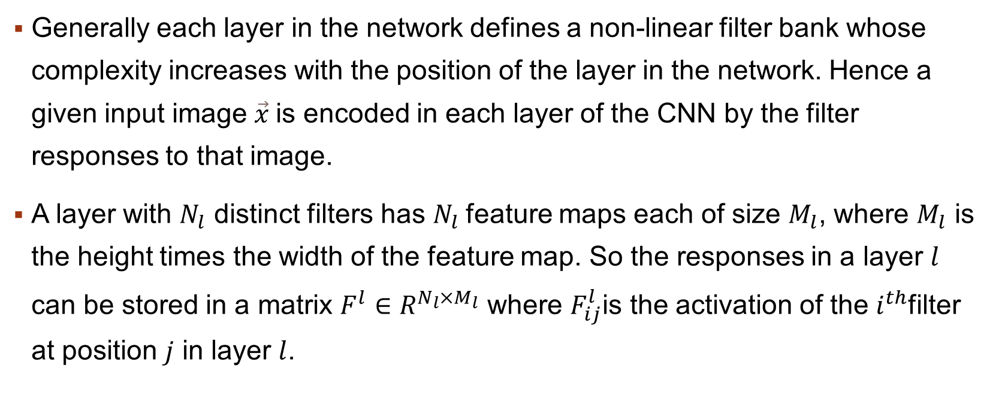 ▪ Generally each layer in the network defines a non-linear filter bank whose
complexity increases with the position of the layer in the network. Hence a
given input image $\vec{x}$ is encoded in each layer of the CNN by the filter
responses to that image.
▪ A layer with $N_l$ distinct filters has $N_l$ feature maps each of size $M_l$, where $M_l$ is
the height times the width of the feature map. So the responses in a layer $l$
can be stored in a matrix $F^l \in R^{N_l \times M_l}$ where $F^l_{ij}$ is the activation of the $i^{th}$ filter
at position $j$ in layer $l$.